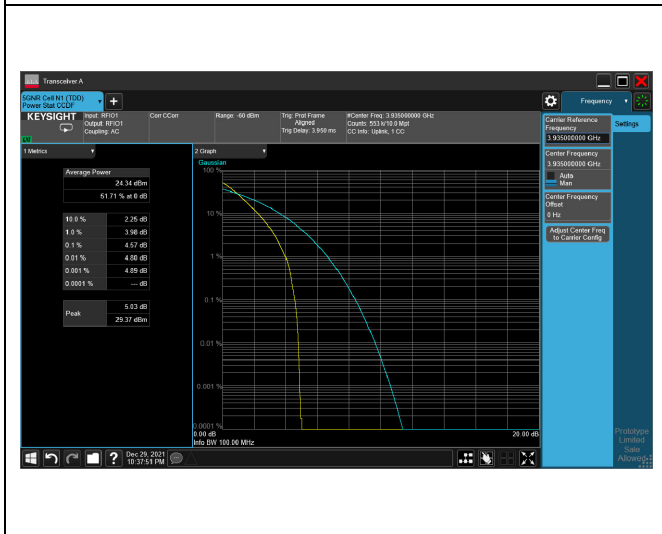 Transceiver A
5GNR Cell N1 (TDD)
Power Stat CCDF
Frequency
KEYSIGHT
Input: RFIO1
Output: RFIO1
Coupling: AC
Corr CCorr
Range: -60 dBm
Trig: Prot Frame
Aligned
Trig Delay: 3.950 ms
#Center Freq: 3.935000000 GHz
Counts: 553 k/10.0 Mpt
CC Info: Uplink, 1 CC
Carrier Reference
Frequency
3.935000000 GHz
Settings
Center Frequency
3.935000000 GHz
Auto
Man
Center Frequency
Offset
0 Hz
Adjust Center Freq
to Carrier Config
1 Metrics
Average Power
24.34 dBm
51.71 % at 0 dB
10.0 % 2.25 dB
1.0 % 3.98 dB
0.1 % 4.57 dB
0.01 % 4.80 dB
0.001 % 4.89 dB
0.0001 % --- dB
Peak
5.03 dB
29.37 dBm
2 Graph
Gaussian
100 %
10 %
1 %
0.1 %
0.01 %
0.001 %
0.0001 %
0.00 dB
20.00 dB
Info BW 100.00 MHz
Prototype
Limited
Sale
Allowed
?
Dec 29, 2021
10:37:51 PM